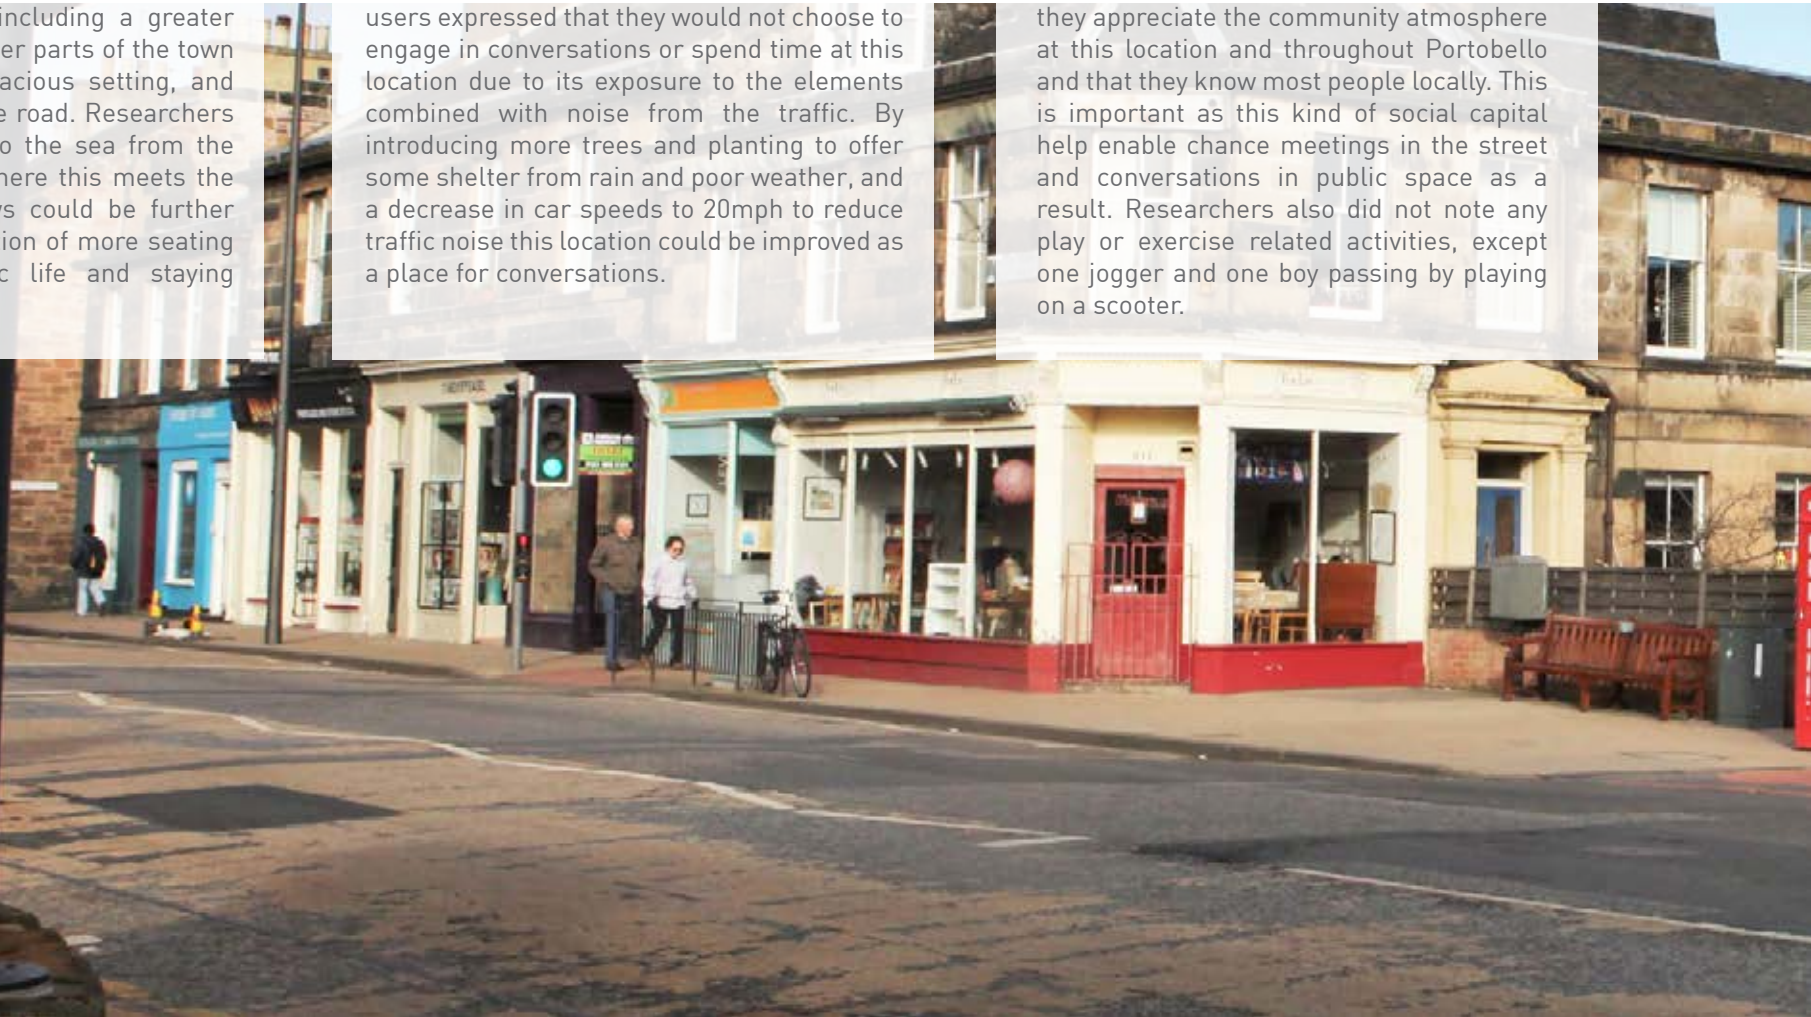 including a greater
er parts of the town
acious setting, and
e road. Researchers
o the sea from the
here this meets the
s could be further
ion of more seating
c life and staying
users expressed that they would not choose to
engage in conversations or spend time at this
location due to its exposure to the elements
combined with noise from the traffic. By
introducing more trees and planting to offer
some shelter from rain and poor weather, and
a decrease in car speeds to 20mph to reduce
traffic noise this location could be improved as
a place for conversations.
they appreciate the community atmosphere
at this location and throughout Portobello
and that they know most people locally. This
is important as this kind of social capital
help enable chance meetings in the street
and conversations in public space as a
result. Researchers also did not note any
play or exercise related activities, except
one jogger and one boy passing by playing
on a scooter.